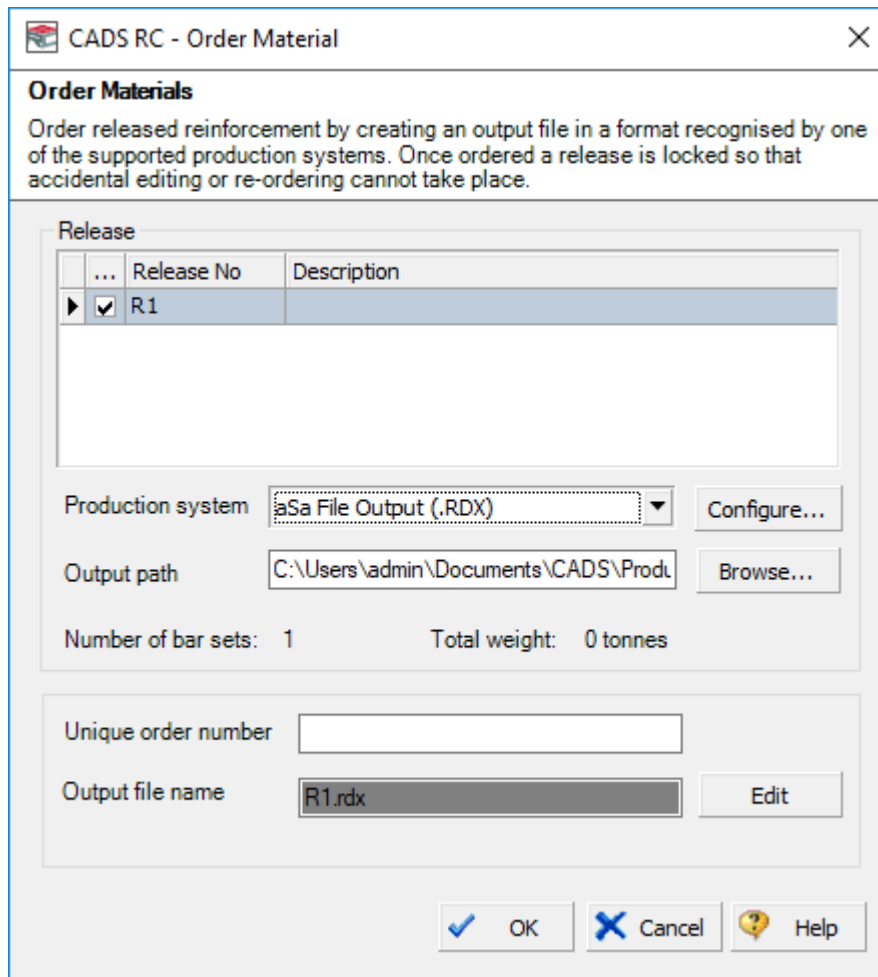 CADS RC - Order Material
Order Materials
Order released reinforcement by creating an output file in a format recognised by one
of the supported production systems. Once ordered a release is locked so that
accidental editing or re-ordering cannot take place.
Release
... Release No Description
R1
Production system aSa File Output (.RDX) Configure...
Output path C:\Users\admin\Documents\CADS\Produ Browse...
Number of bar sets: 1 Total weight: 0 tonnes
Unique order number
Output file name R1.rdx Edit
OK Cancel Help